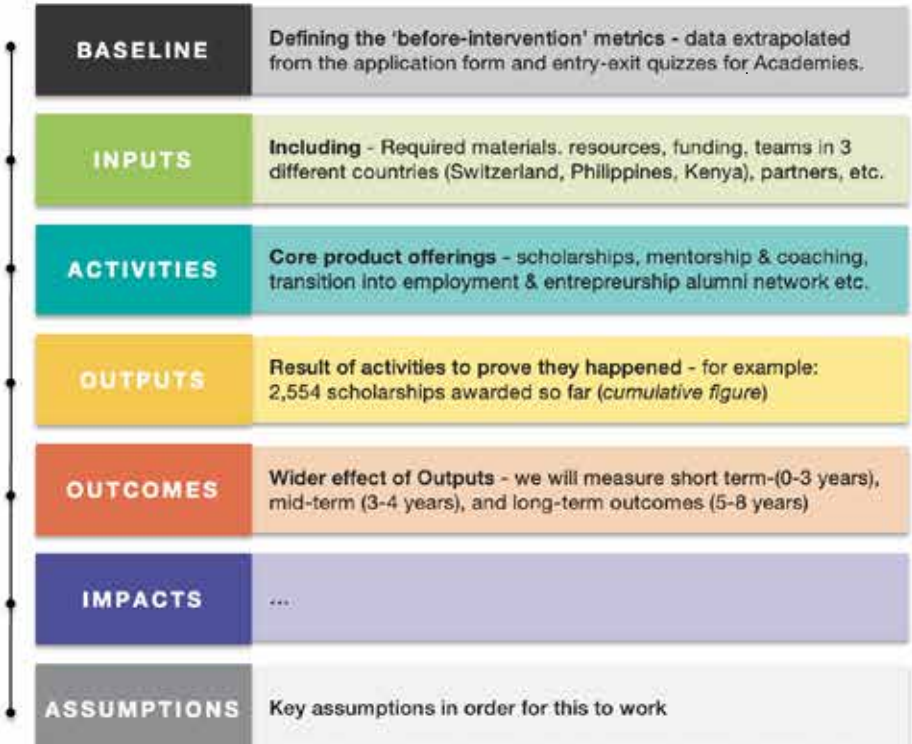 BASELINE
Defining the 'before-intervention' metrics - data extrapolated
from the application form and entry-exit quizzes for Academies.
INPUTS
Including - Required materials. resources, funding, teams in 3
different countries (Switzerland, Philippines, Kenya), partners, etc.
ACTIVITIES
Core product offerings - scholarships, mentorship & coaching,
transition into employment & entrepreurship alumni network etc.
OUTPUTS
Result of activities to prove they happened - for example:
2,554 scholarships awarded so far (cumulative figure)
OUTCOMES
Wider effect of Outputs - we will measure short term-(0-3 years),
mid-term (3-4 years), and long-term outcomes (5-8 years)
IMPACTS
...
ASSUMPTIONS
Key assumptions in order for this to work